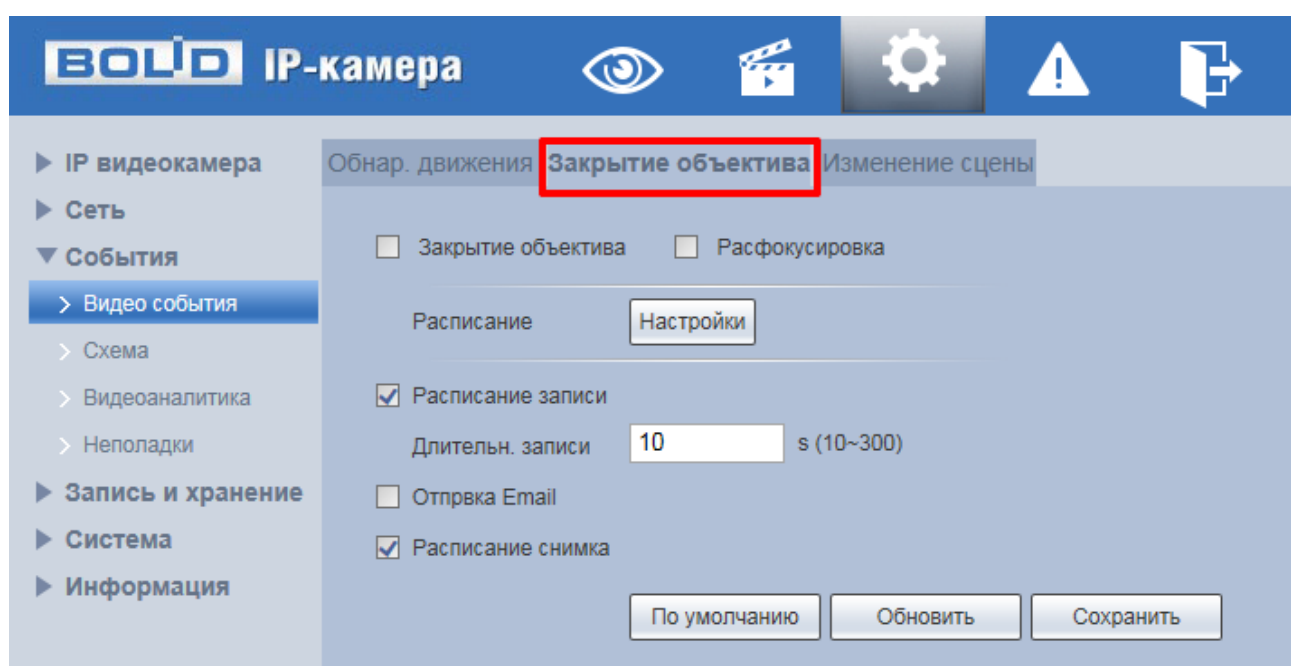 BOLID IP-камера
IP видеокамера
Сеть
События
Видео события
Схема
Видеоаналитика
Неполадки
Запись и хранение
Система
Информация
Обнар. движения Закрытие объектива Изменение сцены
Закрытие объектива Расфокусировка
Расписание Настройки
Расписание записи
Длительн. записи 10 s (10~300)
Отпрвка Email
Расписание снимка
По умолчанию Обновить Сохранить